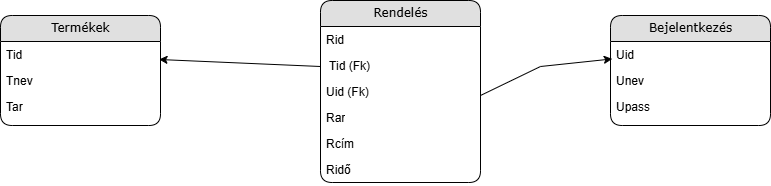 Termékek
Tid
Tnev
Tar
Rendelés
Rid
Tid (Fk)
Uid (Fk)
Rar
Rcím
Ridő
Bejelentkezés
Uid
Unev
Upass